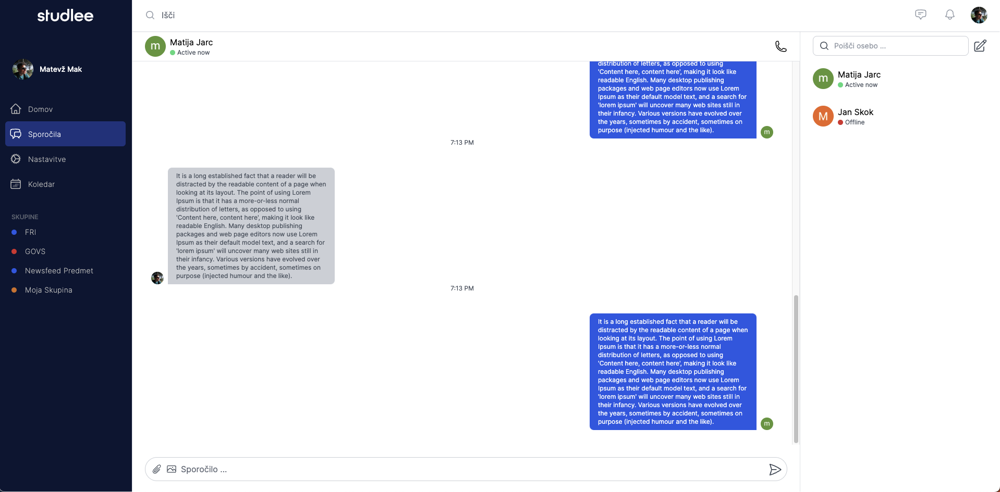 studlee
Matevž Mak
Domov
Sporočila
Nastavitve
Koledar
SKUPINE
FRI
GOVS
Newsfeed Predmet
Moja Skupina
Išči
m
Matija Jarc
Active now
distribution of letters, as opposed to using
'Content here, content here', making it look like
readable English. Many desktop publishing
packages and web page editors now use Lorem
Ipsum as their default model text, and a search for
'lorem ipsum' will uncover many web sites still in
their infancy. Various versions have evolved over
the years, sometimes by accident, sometimes on
purpose (injected humour and the like).
m
7:13 PM
It is a long established fact that a reader will be
distracted by the readable content of a page when
looking at its layout. The point of using Lorem
Ipsum is that it has a more-or-less normal
distribution of letters, as opposed to using
'Content here, content here', making it look like
readable English. Many desktop publishing
packages and web page editors now use Lorem
Ipsum as their default model text, and a search for
'lorem ipsum' will uncover many web sites still in
their infancy. Various versions have evolved over
the years, sometimes by accident, sometimes on
purpose (injected humour and the like).
7:13 PM
It is a long established fact that a reader will be
distracted by the readable content of a page when
looking at its layout. The point of using Lorem
Ipsum is that it has a more-or-less normal
distribution of letters, as opposed to using
'Content here, content here', making it look like
readable English. Many desktop publishing
packages and web page editors now use Lorem
Ipsum as their default model text, and a search for
'lorem ipsum' will uncover many web sites still in
their infancy. Various versions have evolved over
the years, sometimes by accident, sometimes on
purpose (injected humour and the like).
m
Sporočilo ...
Poišči osebo ...
m
Matija Jarc
Active now
M
Jan Skok
Offline